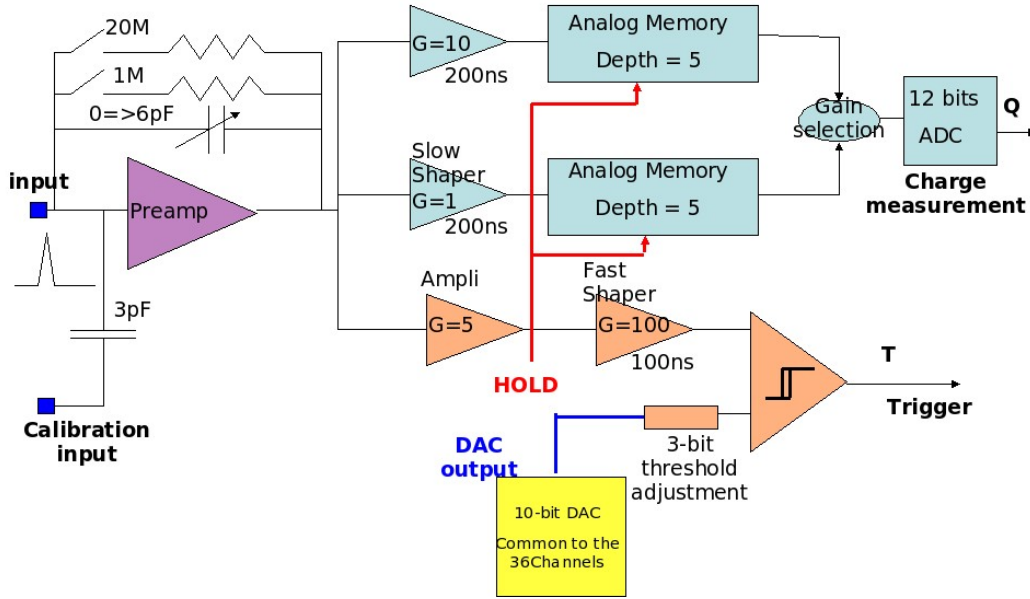 20M
1M
0=>6pF
input
Preamp
3pF
Calibration
input
G=10
200ns
Analog Memory
Depth = 5
Slow
Shaper
G=1
200ns
Analog Memory
Depth = 5
Gain
selection
12 bits
ADC
Q
Charge
measurement
Ampli
G=5
Fast
Shaper
G=100
100ns
HOLD
T
Trigger
DAC
output
3-bit
threshold
adjustment
10-bit DAC
Common to the
36Channels